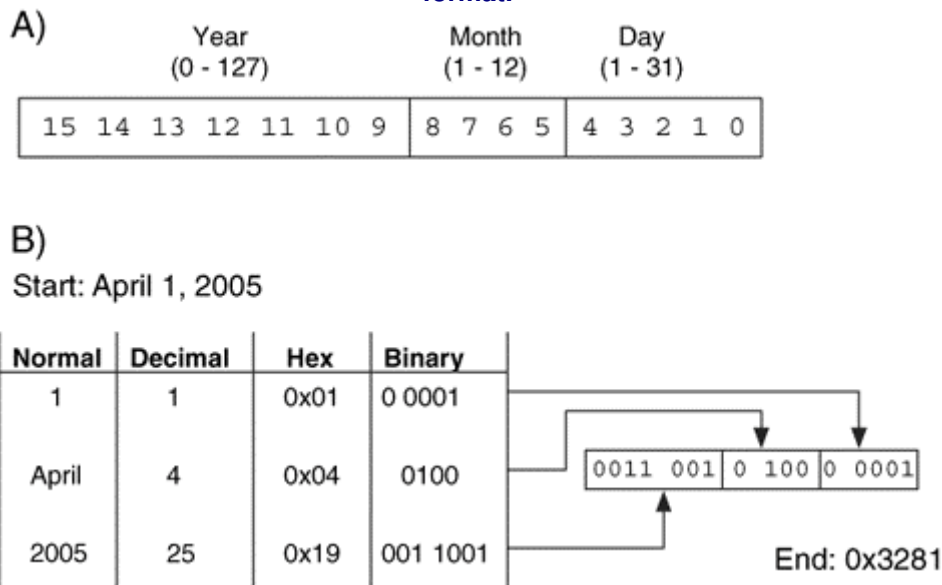 format.
A)
Year Month Day
(0 - 127) (1 - 12) (1 - 31)
15 14 13 12 11 10 9 8 7 6 5 4 3 2 1 0
B)
Start: April 1, 2005
Normal Decimal Hex Binary
1 1 0x01 0 0001
April 4 0x04 0100
0011 001 0 100 0 0001
2005 25 0x19 001 1001
End: 0x3281